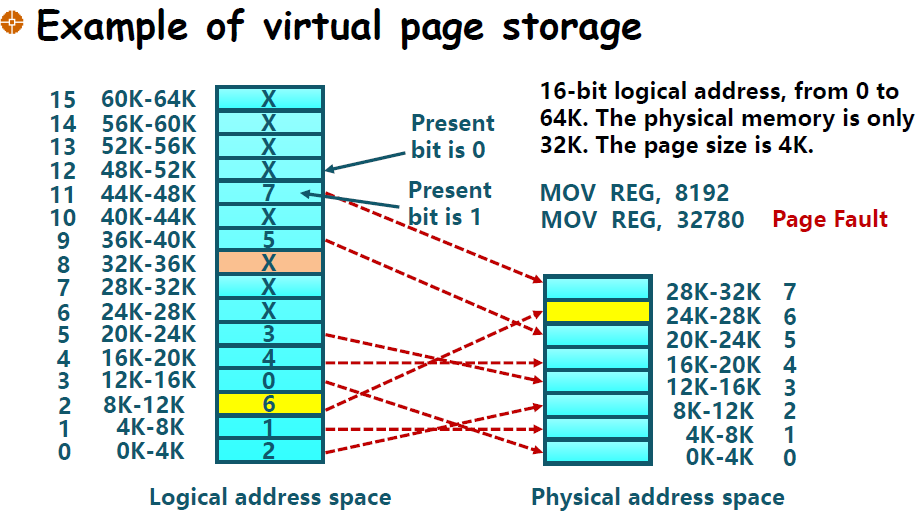 Example of virtual page storage
16-bit logical address, from 0 to
64K. The physical memory is only
32K. The page size is 4K.
MOV REG, 8192
MOV REG, 32780 Page Fault
Present
bit is 0
Present
bit is 1
15 60K-64K X
14 56K-60K X
13 52K-56K X
12 48K-52K X
11 44K-48K 7
10 40K-44K X
9 36K-40K 5
8 32K-36K X
7 28K-32K X
6 24K-28K X
5 20K-24K 3
4 16K-20K 4
3 12K-16K 0
2 8K-12K 6
1 4K-8K 1
0 0K-4K 2
Logical address space
28K-32K 7
24K-28K 6
20K-24K 5
16K-20K 4
12K-16K 3
8K-12K 2
4K-8K 1
0K-4K 0
Physical address space